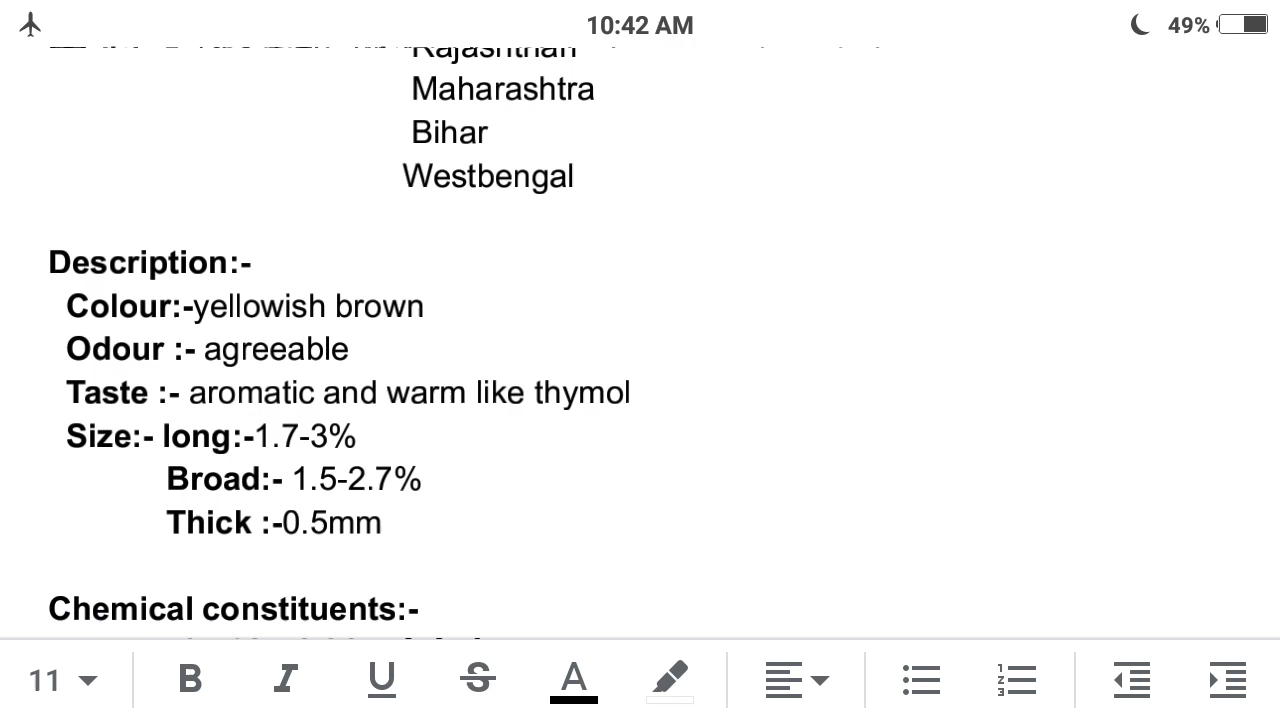 10:42 AM
49%
Rajashthan
Maharashtra
Bihar
Westbengal
Description:-
Colour:-yellowish brown
Odour :- agreeable
Taste :- aromatic and warm like thymol
Size:- long:-1.7-3%
Broad:- 1.5-2.7%
Thick :-0.5mm
Chemical constituents:-
11 B I U S A